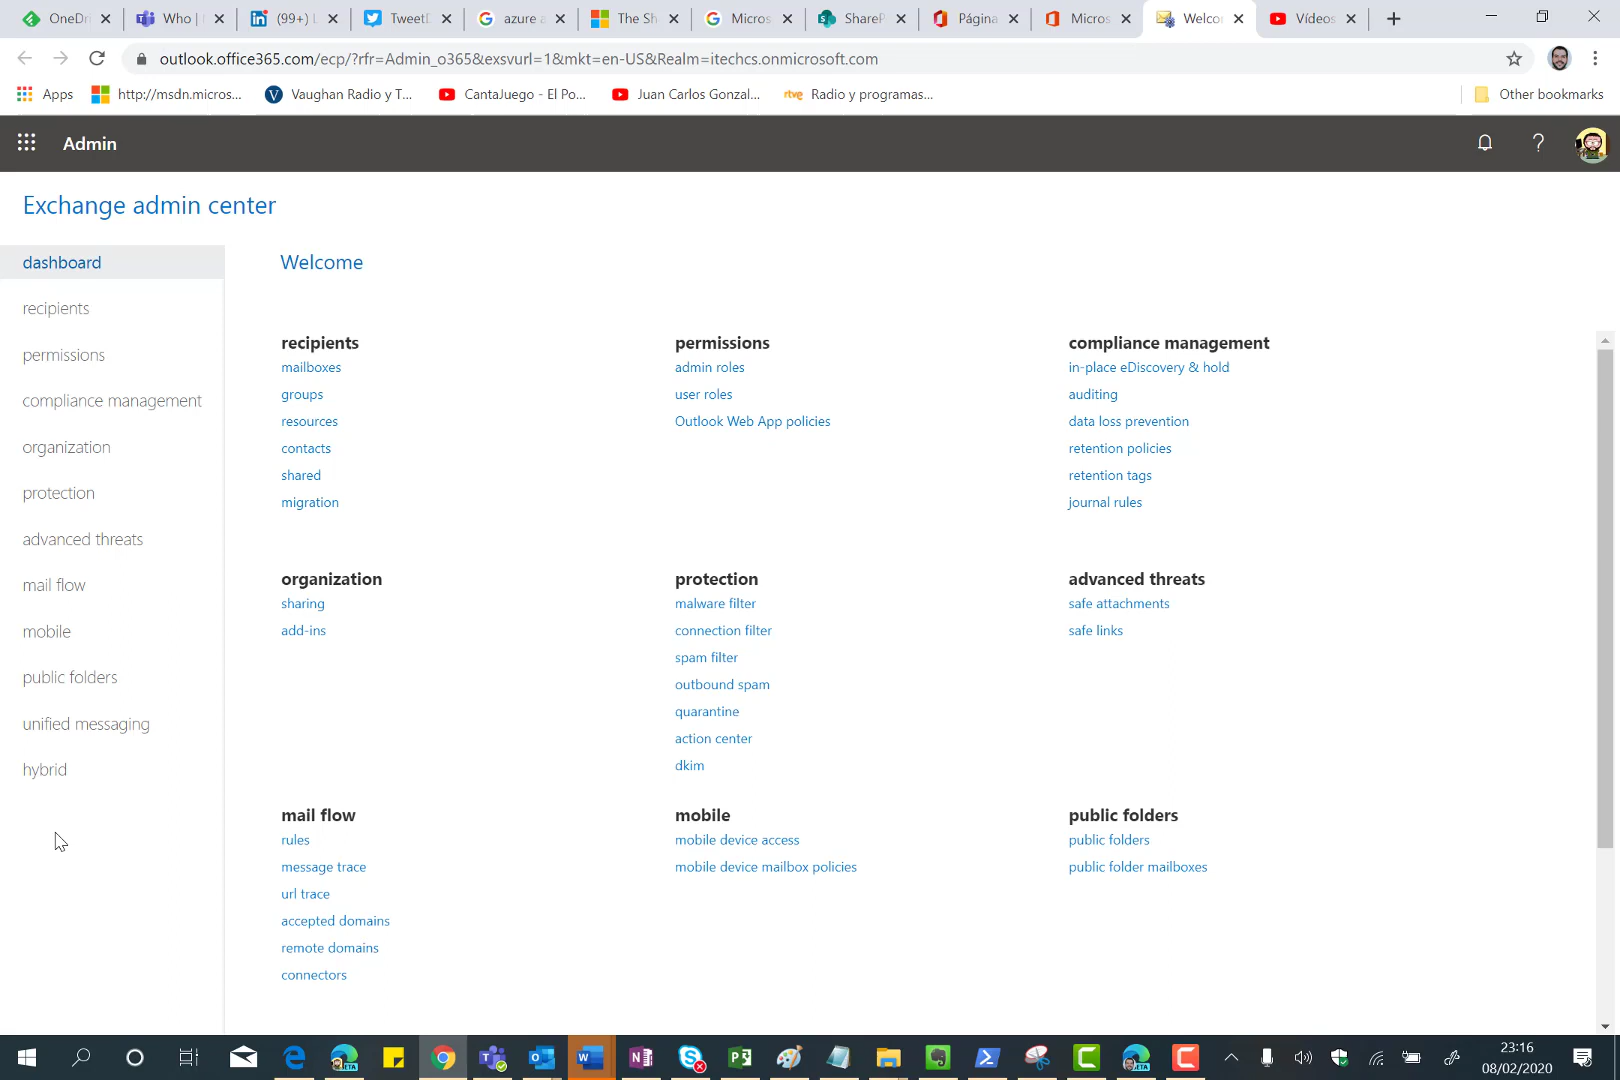 OneDri
Who |
(99+) L
TweetD
azure a
The Sh
Micros
ShareP
Página
Micros
Welco
Vídeos
outlook.office365.com/ecp/?rfr=Admin_o365&exsvurl=1&mkt=en-US&Realm=itechcs.onmicrosoft.com
Apps
http://msdn.micros...
Vaughan Radio y T...
CantaJuego - El Po...
Juan Carlos Gonzal...
rtve Radio y programas...
Other bookmarks
Admin
Exchange admin center
dashboard
recipients
permissions
compliance management
organization
protection
advanced threats
mail flow
mobile
public folders
unified messaging
hybrid
Welcome
recipients
mailboxes
groups
resources
contacts
shared
migration
permissions
admin roles
user roles
Outlook Web App policies
compliance management
in-place eDiscovery & hold
auditing
data loss prevention
retention policies
retention tags
journal rules
organization
sharing
add-ins
protection
malware filter
connection filter
spam filter
outbound spam
quarantine
action center
dkim
advanced threats
safe attachments
safe links
mail flow
rules
message trace
url trace
accepted domains
remote domains
connectors
mobile
mobile device access
mobile device mailbox policies
public folders
public folders
public folder mailboxes
23:16
08/02/2020